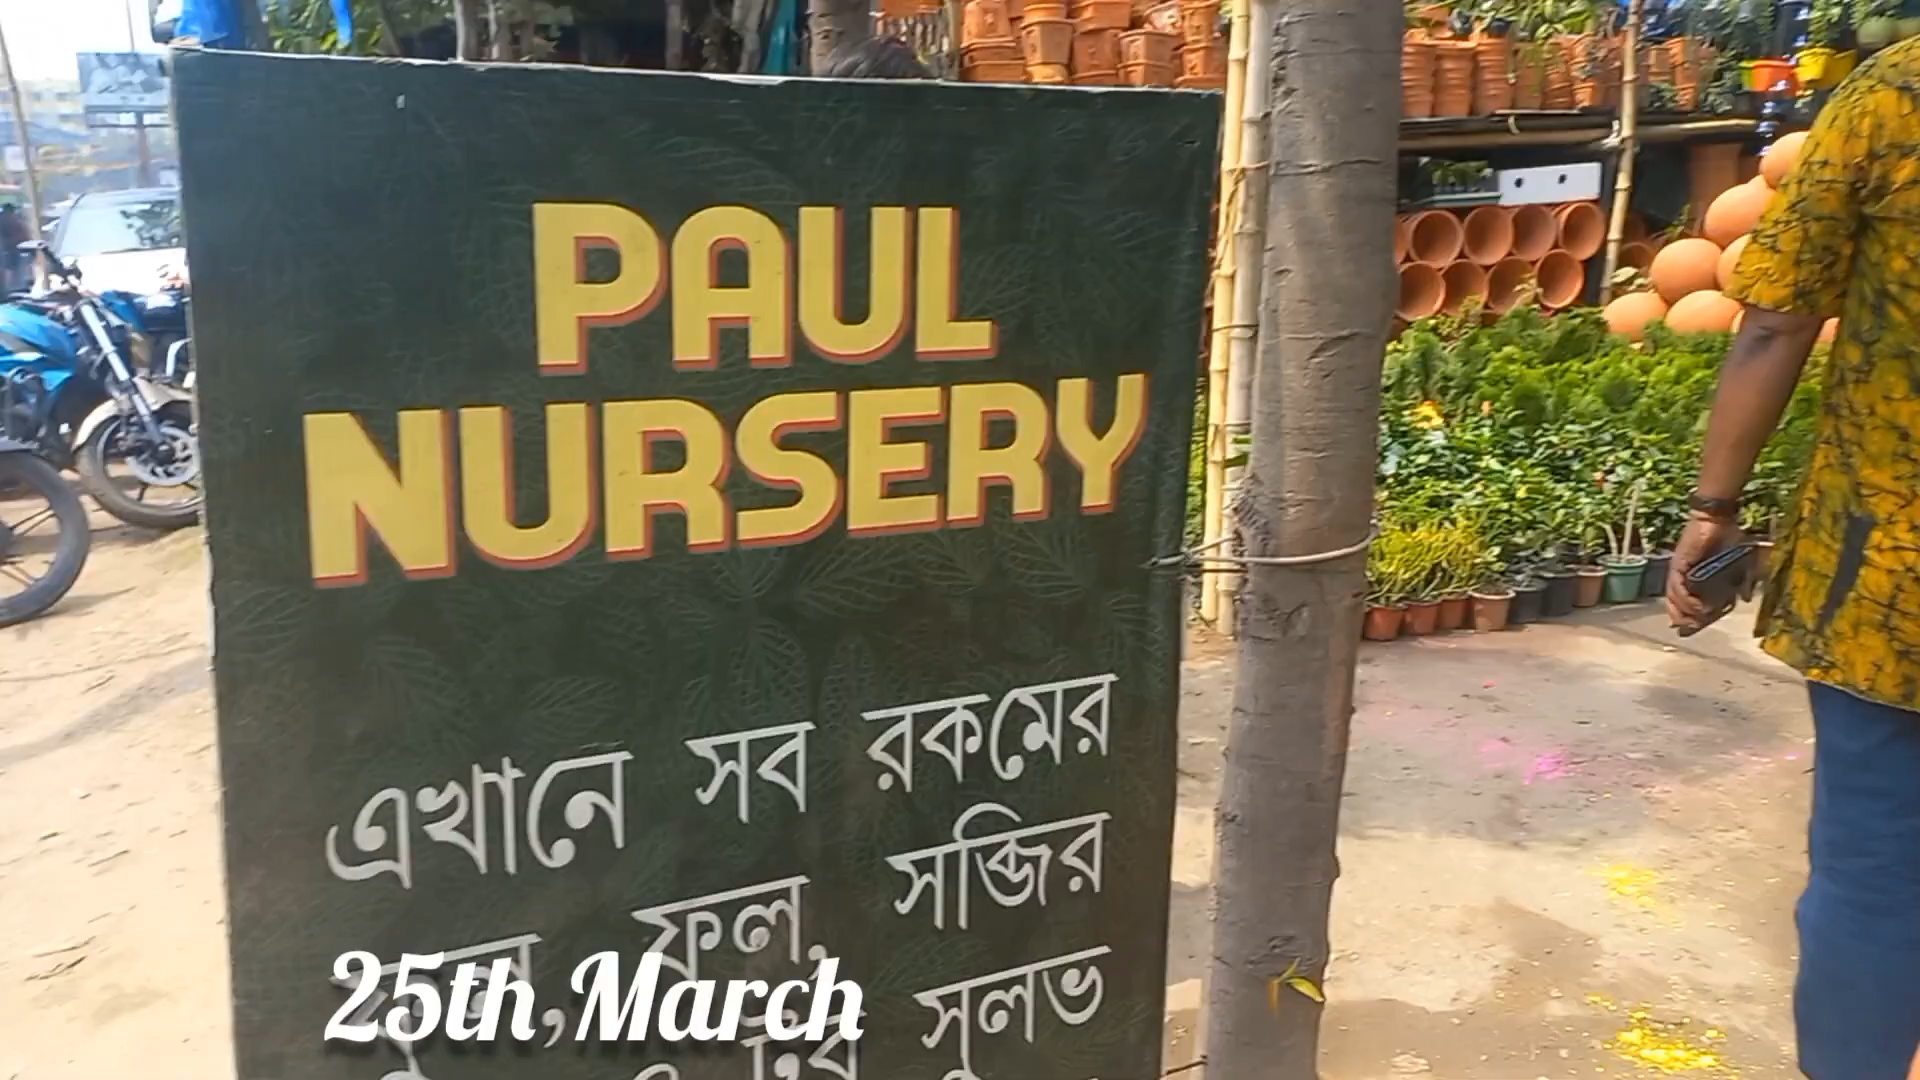 PAUL
NURSERY
এখানে সব রকমের
ফুল, ফল, সব্জির
সুলভ
25th,March